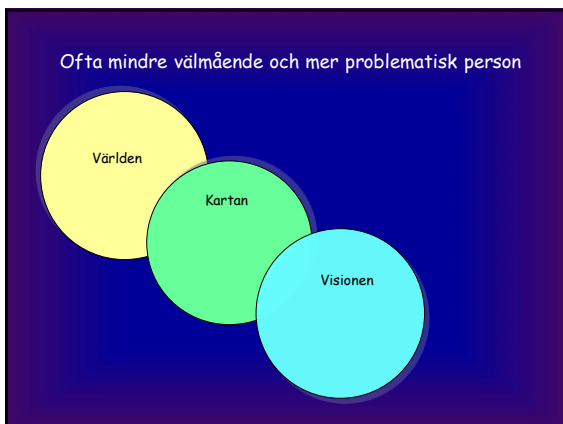 Ofta mindre välmående och mer problematisk person
Världen
Kartan
Visionen